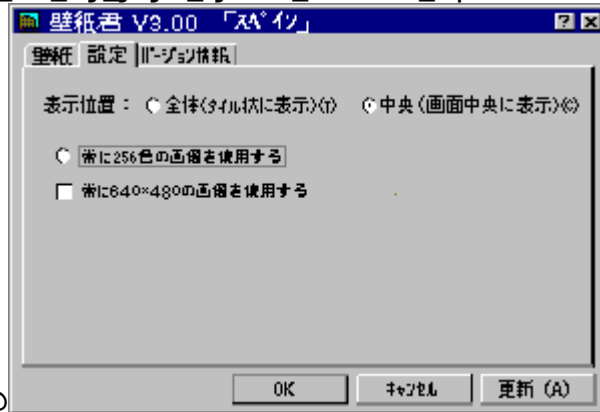 壁紙君 V3.00 「ｽﾍﾟｲﾝ」
壁紙 設定 ﾊﾞｰｼﾞｮﾝ情報
表示位置： 全体(ﾀｲﾙ状に表示)(T) 中央(画面中央に表示)(C)
常に256色の画像を使用する
常に640×480の画像を使用する
OK ｷｬﾝｾﾙ 更新 (A)